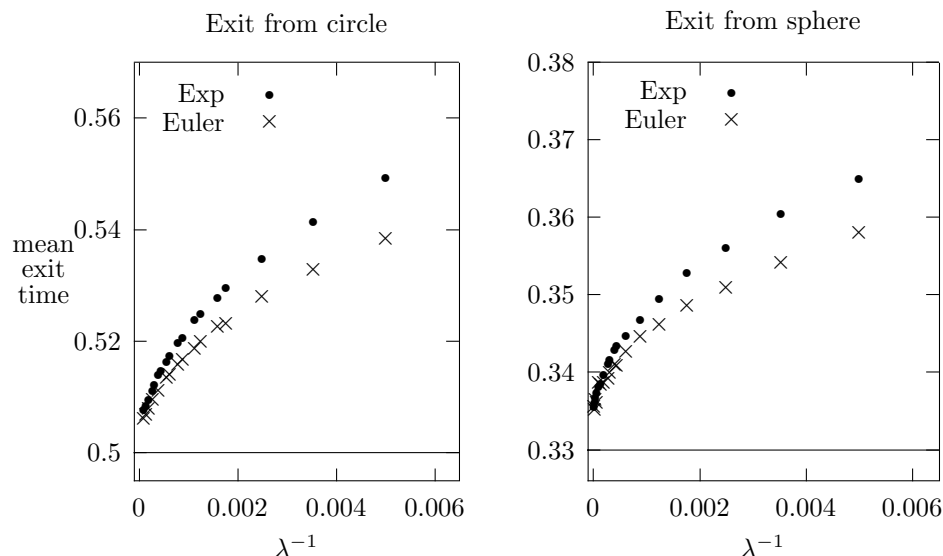 Exit from circle
Exp
Euler
0.56
0.54
0.52
0.5
mean
exit
time
0
0.002
0.004
0.006
λ⁻¹
Exit from sphere
Exp
Euler
0.38
0.37
0.36
0.35
0.34
0.33
0
0.002
0.004
0.006
λ⁻¹